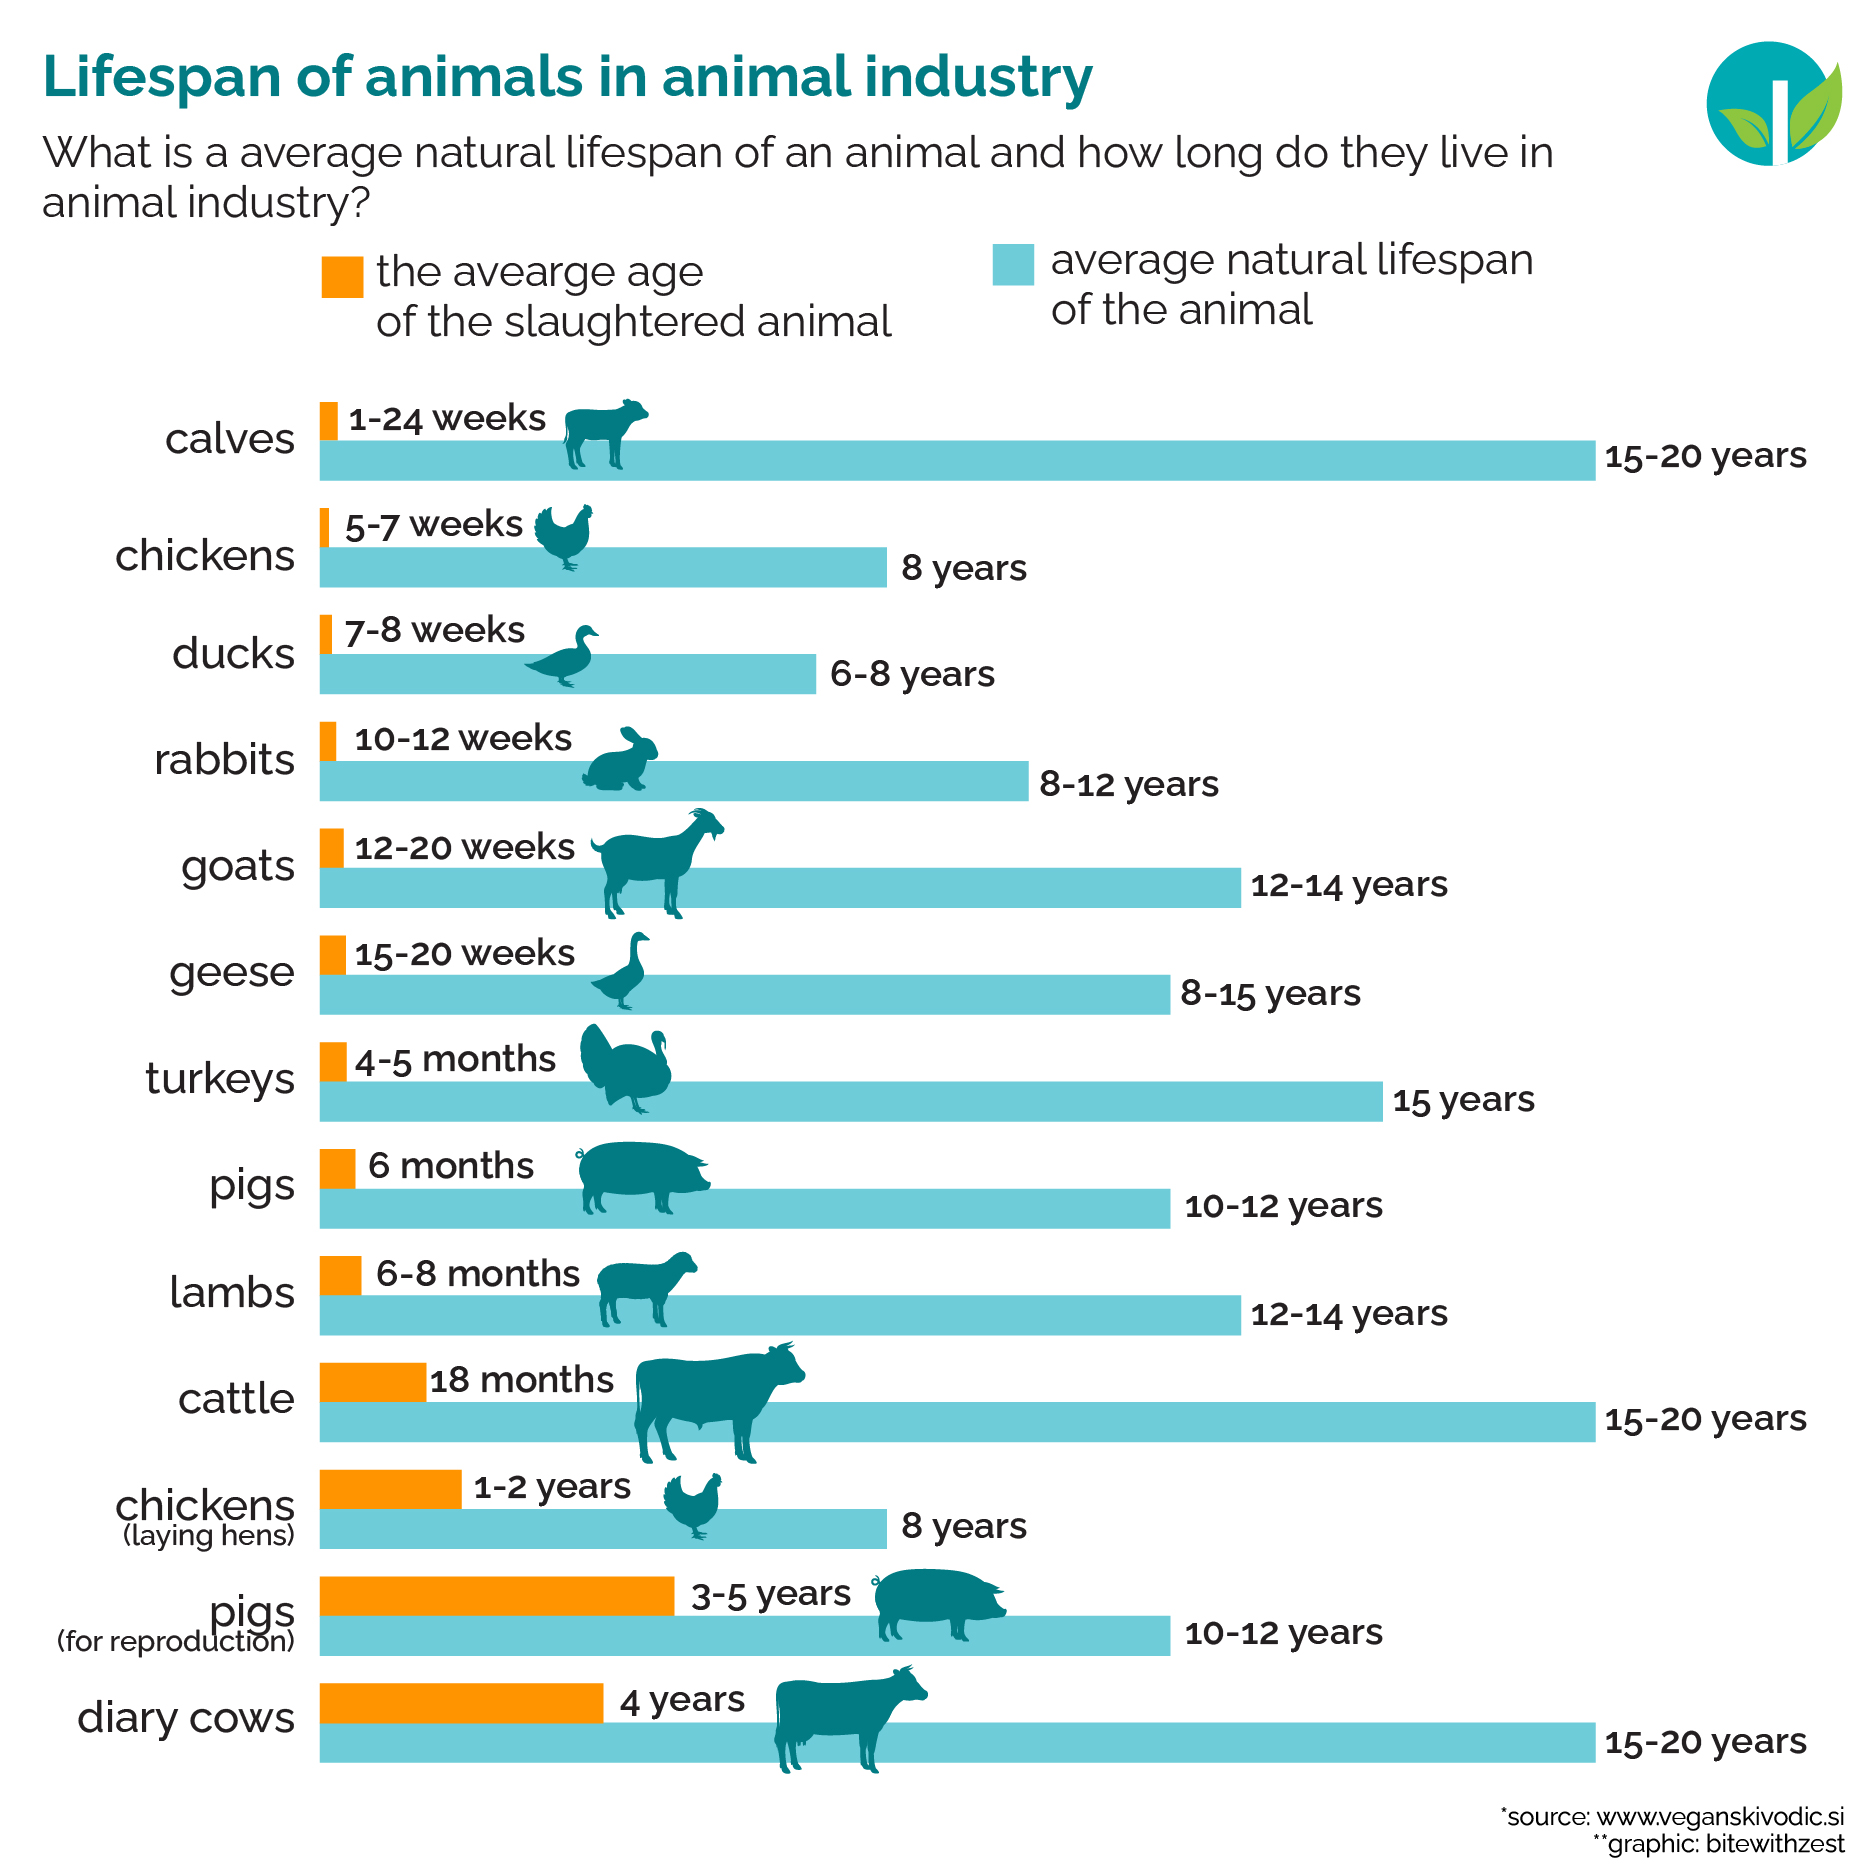 Lifespan of animals in animal industry
What is a average natural lifespan of an animal and how long do they live in
animal industry?
the avearge age
of the slaughtered animal
average natural lifespan
of the animal
calves
1-24 weeks
15-20 years
chickens
5-7 weeks
8 years
ducks
7-8 weeks
6-8 years
rabbits
10-12 weeks
8-12 years
goats
12-20 weeks
12-14 years
geese
15-20 weeks
8-15 years
turkeys
4-5 months
15 years
pigs
6 months
10-12 years
lambs
6-8 months
12-14 years
cattle
18 months
15-20 years
chickens
(laying hens)
1-2 years
8 years
pigs
(for reproduction)
3-5 years
10-12 years
diary cows
4 years
15-20 years
*source: www.veganskivodic.si
**graphic: bitewithzest